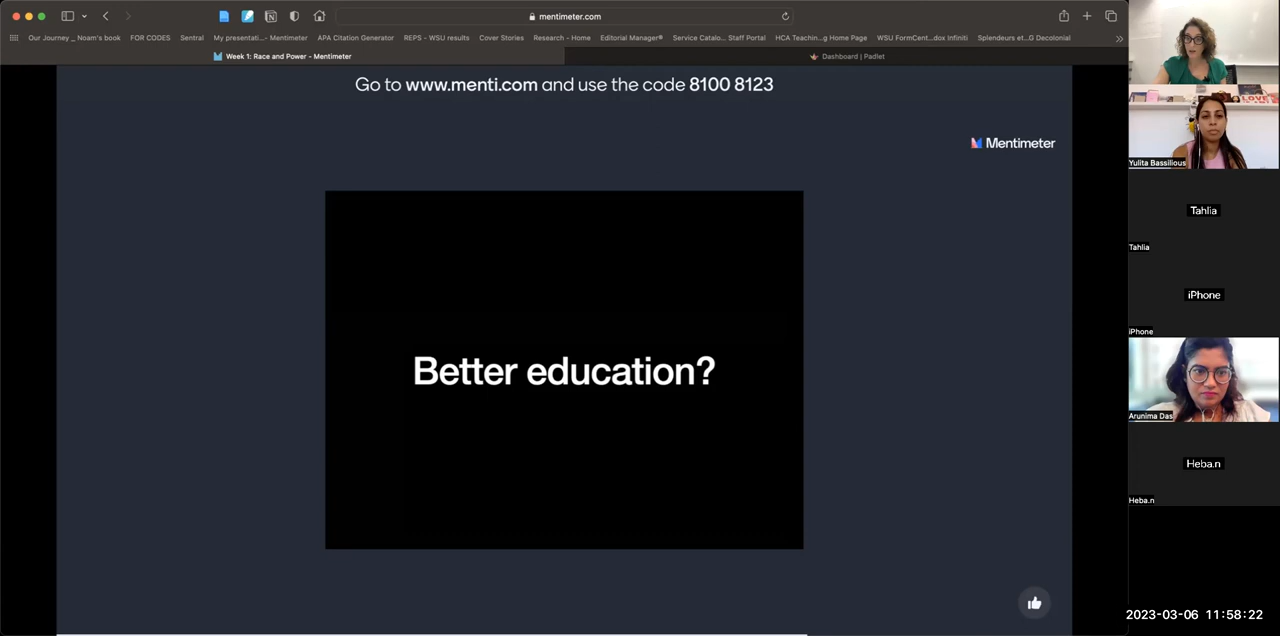 mentimeter.com
Our Journey _ Noam's book
FOR CODES
Sentral
My presentati...- Mentimeter
APA Citation Generator
REPS - WSU results
Cover Stories
Research - Home
Editorial Manager®
Service Catalo... Staff Portal
HCA Teachin...g Home Page
WSU FormCent...dox infiniti
Splendeurs et...G Decolonial
Week 1: Race and Power - Mentimeter
Dashboard | Padlet
Go to www.menti.com and use the code 8100 8123
Mentimeter
Better education?
LOVE
Yulita Bassilious
Tahlia
Tahlia
iPhone
iPhone
Arunima Das
Heba.n
Heba.n
2023-03-06 11:58:22